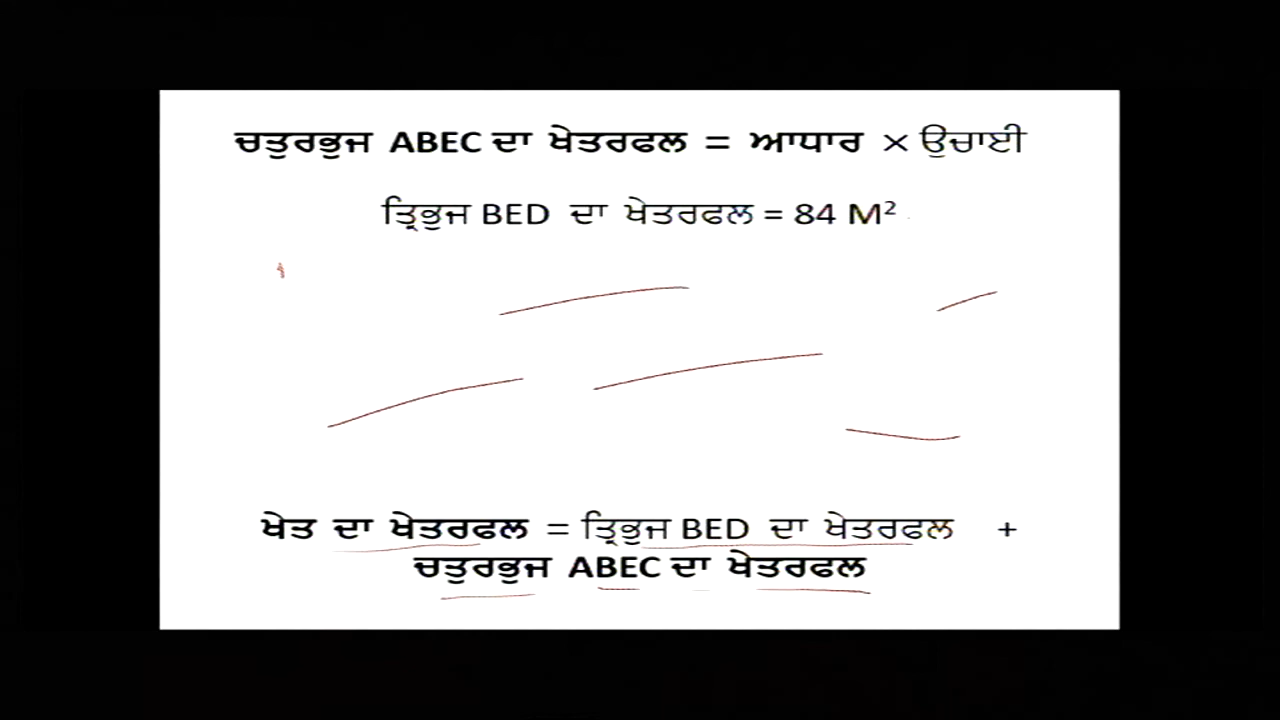 ਚਤੁਰਭੁਜ ABEC ਦਾ ਖੇਤਰਫਲ = ਆਧਾਰ × ਉਚਾਈ
ਤ੍ਰਿਭੁਜ BED ਦਾ ਖੇਤਰਫਲ = 84 M²
ਖੇਤ ਦਾ ਖੇਤਰਫਲ = ਤ੍ਰਿਭੁਜ BED ਦਾ ਖੇਤਰਫਲ +
ਚਤੁਰਭੁਜ ABEC ਦਾ ਖੇਤਰਫਲ